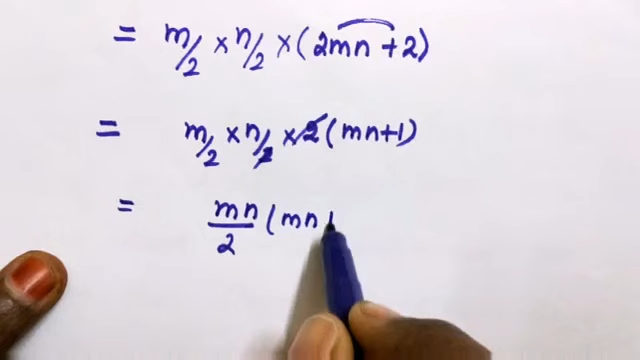 = m/2 × n/2 × (2mn + 2)
= m/2 × n/2 × 2 (mn+1)
= mn/2 (mn